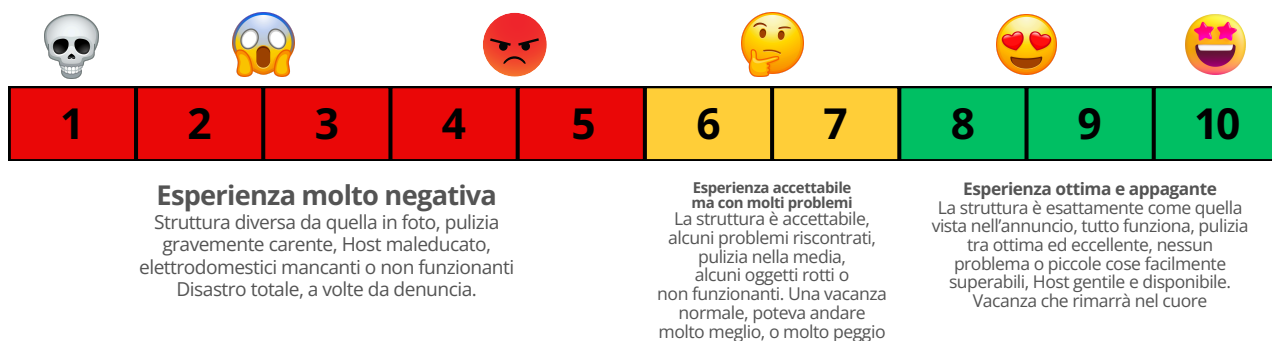 1 2 3 4 5 6 7 8 9 10
Esperienza molto negativa
Struttura diversa da quella in foto, pulizia
gravemente carente, Host maleducato,
elettrodomestici mancanti o non funzionanti
Disastro totale, a volte da denuncia.
Esperienza accettabile
ma con molti problemi
La struttura è accettabile,
alcuni problemi riscontrati,
pulizia nella media,
alcuni oggetti rotti o
non funzionanti. Una vacanza
normale, poteva andare
molto meglio, o molto peggio
Esperienza ottima e appagante
La struttura è esattamente come quella
vista nell’annuncio, tutto funziona, pulizia
tra ottima ed eccellente, nessun
problema o piccole cose facilmente
superabili, Host gentile e disponibile.
Vacanza che rimarrà nel cuore